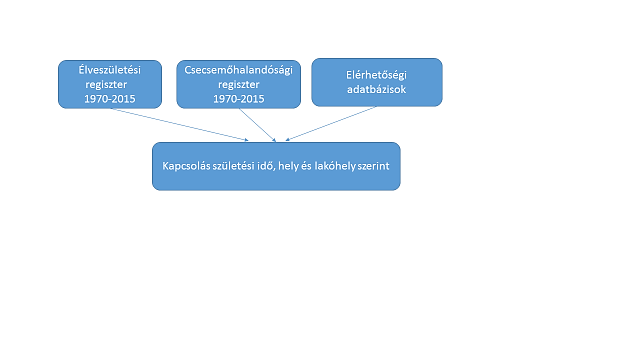 Élveszületési
regiszter
1970-2015
Csecsemőhalandósági
regiszter
1970-2015
Elérhetőségi
adatbázisok
Kapcsolás születési idő, hely és lakóhely szerint